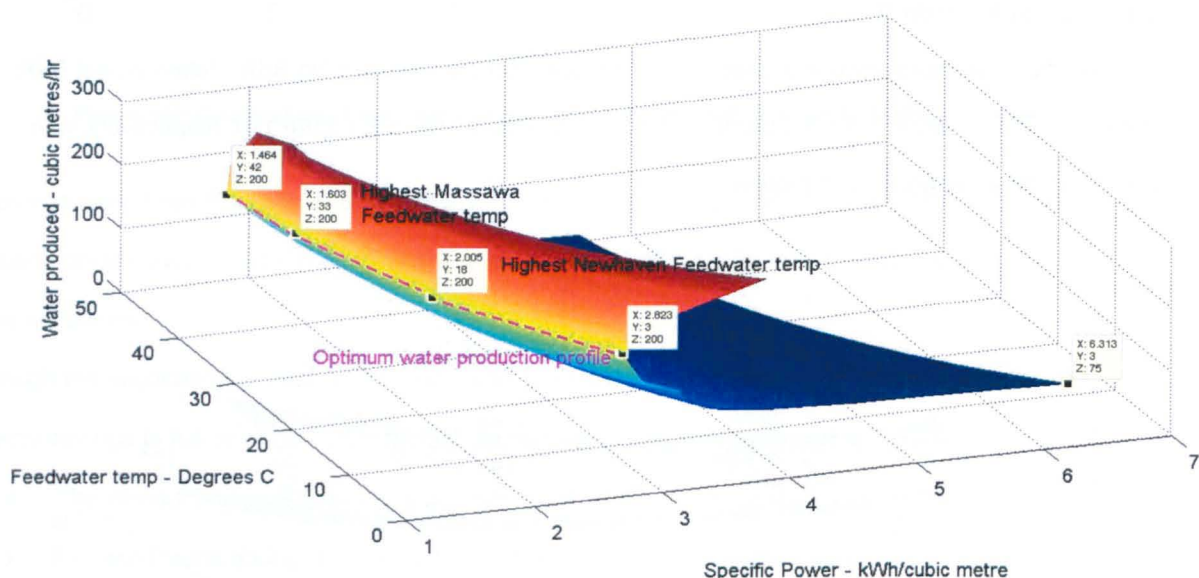 Water produced - cubic metres/hr
300
200
100
0
50
40
30
20
10
0
Feedwater temp - Degrees C
1
2
3
4
5
6
7
Specific Power - kWh/cubic metre
X: 1.464
Y: 42
Z: 200
X: 1.603
Y: 33
Z: 200
Highest Massawa
Feedwater temp
X: 2.005
Y: 18
Z: 200
Highest Newhaven Feedwater temp
X: 2.823
Y: 3
Z: 200
Optimum water production profile
X: 6.313
Y: 3
Z: 75